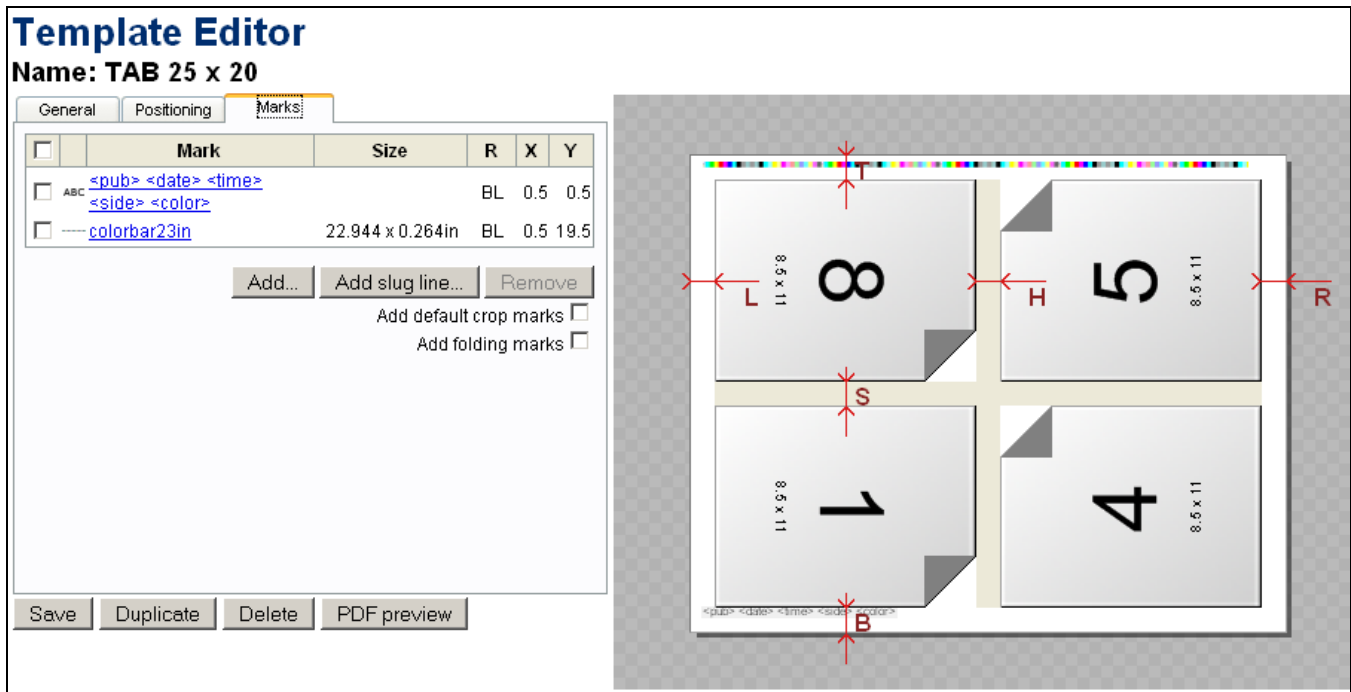 Template Editor
Name: TAB 25 x 20
General Positioning Marks
Mark Size R X Y
ABC <pub> <date> <time> BL 0.5 0.5
<side> <color>
colorbar23in 22.944 x 0.264in BL 0.5 19.5
Add... Add slug line... Remove
Add default crop marks
Add folding marks
Save Duplicate Delete PDF preview
T
8.5 x 11 8 5 8.5 x 11
L H R
S
8.5 x 11 1 4 8.5 x 11
<pub> <date> <time> <side> <color>
B